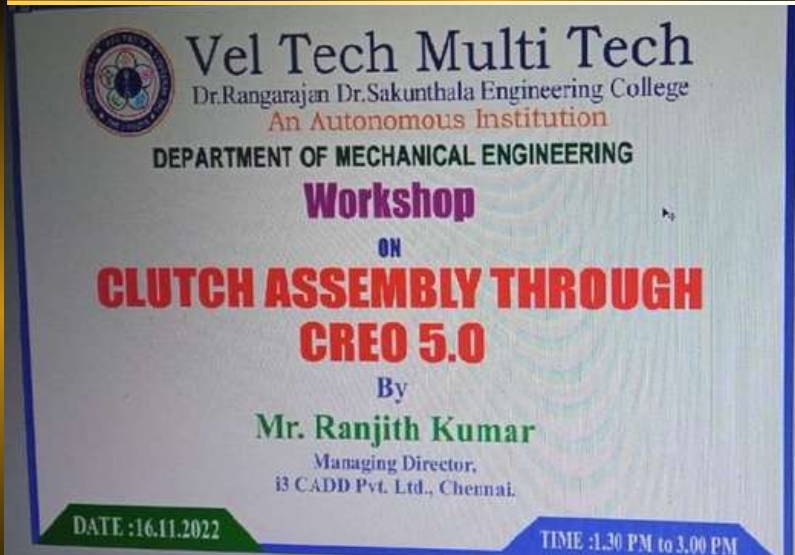 Vel Tech Multi Tech
Dr.Rangarajan Dr.Sakunthala Engineering College
An Autonomous Institution
DEPARTMENT OF MECHANICAL ENGINEERING
Workshop
ON
CLUTCH ASSEMBLY THROUGH
CREO 5.0
By
Mr. Ranjith Kumar
Managing Director,
i3 CADD Pvt. Ltd., Chennai.
DATE :16.11.2022
TIME :1.30 PM to 3.00 PM